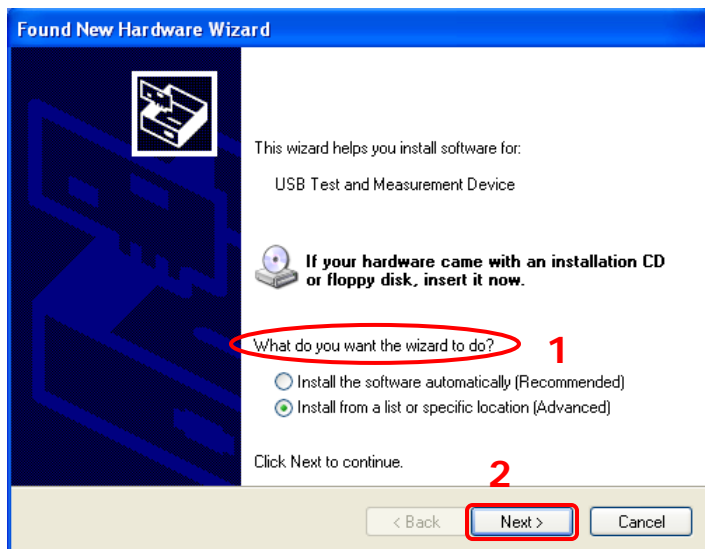 Found New Hardware Wizard
This wizard helps you install software for:
USB Test and Measurement Device
If your hardware came with an installation CD
or floppy disk, insert it now.
What do you want the wizard to do?
1
Install the software automatically (Recommended)
Install from a list or specific location (Advanced)
Click Next to continue.
2
< Back
Next >
Cancel